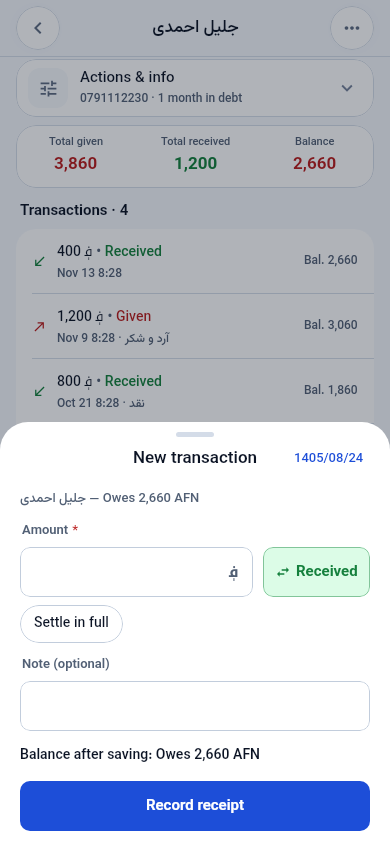 جلیل احمدی
Actions & info
0791112230 · 1 month in debt
Total given
Total received
Balance
3,860
1,200
2,660
Transactions · 4
400 ؋ • Received
Nov 13 8:28
Bal. 2,660
1,200 ؋ • Given
Nov 9 8:28 · آرد و شکر
Bal. 3,060
800 ؋ • Received
Oct 21 8:28 · نقد
Bal. 1,860
New transaction
1405/08/24
جلیل احمدی — Owes 2,660 AFN
Amount *
؋
Received
Settle in full
Note (optional)
Balance after saving: Owes 2,660 AFN
Record receipt